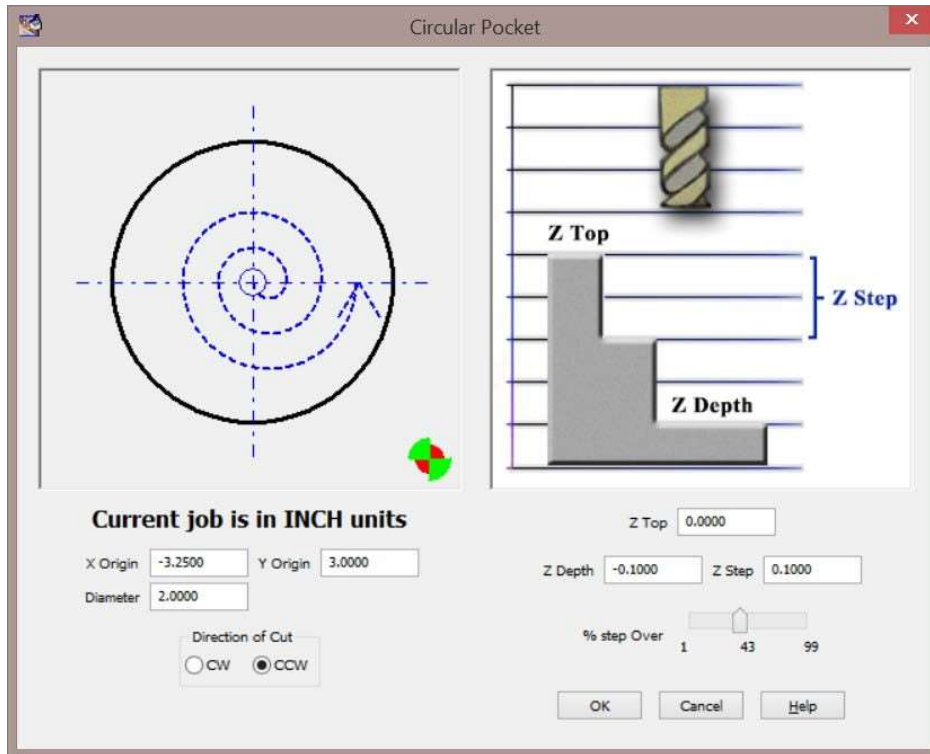 Circular Pocket
Z Top
Z Step
Z Depth
Current job is in INCH units
X Origin -3.2500 Y Origin 3.0000
Diameter 2.0000
Direction of Cut
CW CCW
Z Top 0.0000
Z Depth -0.1000 Z Step 0.1000
% step Over
1 43 99
OK Cancel Help